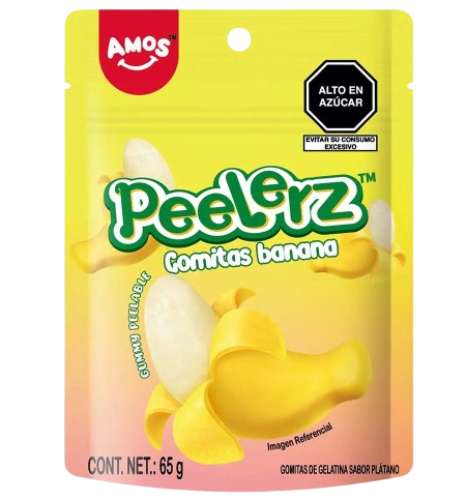 AMOS™
ALTO EN
AZÚCAR
EVITAR SU CONSUMO
EXCESIVO
Peelerz™
Gomitas banana
GUMMY PEELABLE
Imagen Referencial
CONT. NET.: 65 g
GOMITAS DE GELATINA SABOR PLÁTANO